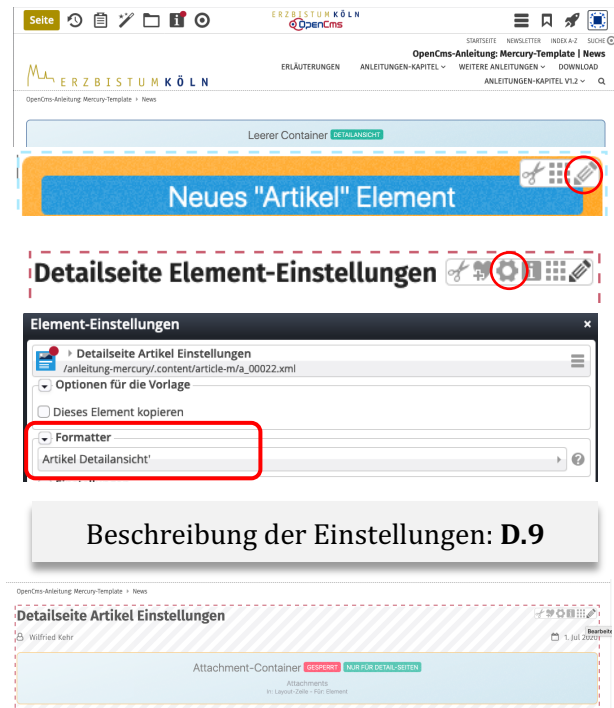 Seite
ERZBISTUM KÖLN
OpenCms
STARTSEITE NEWSLETTER INDEX A-Z SUCHE
OpenCms-Anleitung: Mercury-Template | News
ERLÄUTERUNGEN ANLEITUNGEN-KAPITEL WEITERE ANLEITUNGEN DOWNLOAD
ERZBISTUM KÖLN
ANLEITUNGEN-KAPITEL V1.2
OpenCms-Anleitung: Mercury-Template › News
Leerer Container DETAILANSICHT
Neues "Artikel" Element
Detailseite Element-Einstellungen
Element-Einstellungen ×
Detailseite Artikel Einstellungen
/anleitung-mercury/.content/article-m/a_00022.xml
Optionen für die Vorlage
Dieses Element kopieren
Formatter
Artikel Detailansicht'
Beschreibung der Einstellungen: D.9
OpenCms-Anleitung: Mercury-Template › News
Detailseite Artikel Einstellungen
Wilfried Kehr 1. Jul 2020
Bearbeite
Attachment-Container GESPERRT NUR FÜR DETAIL-SEITEN
Attachments
In: Layout-Zeile - Für: Element